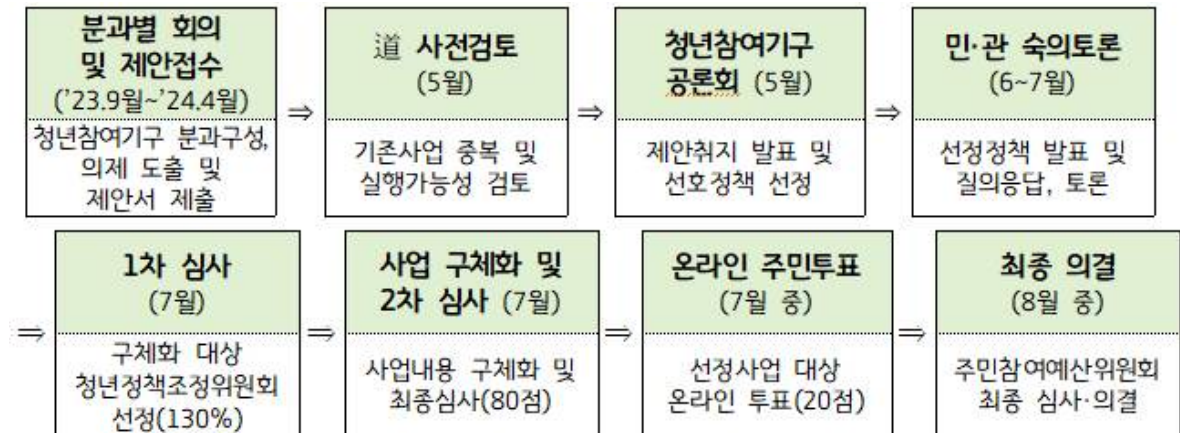 분과별 회의
및 제안접수
('23.9월~'24.4월)
청년참여기구 분과구성,
의제 도출 및
제안서 제출
⇒
道 사전검토
(5월)
기존사업 중복 및
실행가능성 검토
⇒
청년참여기구
공론회 (5월)
제안취지 발표 및
선호정책 선정
⇒
민·관 숙의토론
(6~7월)
선정정책 발표 및
질의응답, 토론
⇒
1차 심사
(7월)
구체화 대상
청년정책조정위원회
선정(130%)
⇒
사업 구체화 및
2차 심사 (7월)
사업내용 구체화 및
최종심사(80점)
⇒
온라인 주민투표
(7월 중)
선정사업 대상
온라인 투표(20점)
⇒
최종 의결
(8월 중)
주민참여예산위원회
최종 심사·의결